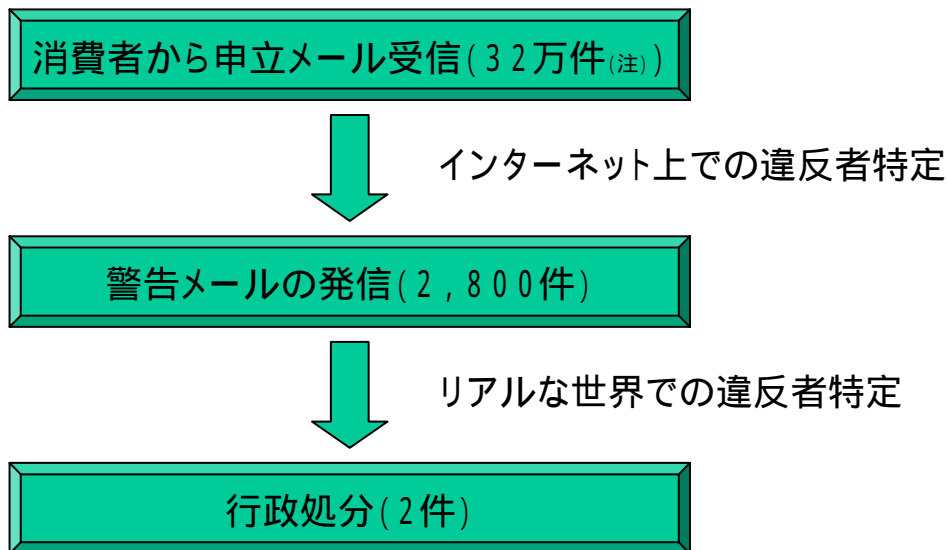 消費者から申立メール受信(32万件(注))
インターネット上での違反者特定
警告メールの発信(2,800件)
リアルな世界での違反者特定
行政処分(2件)